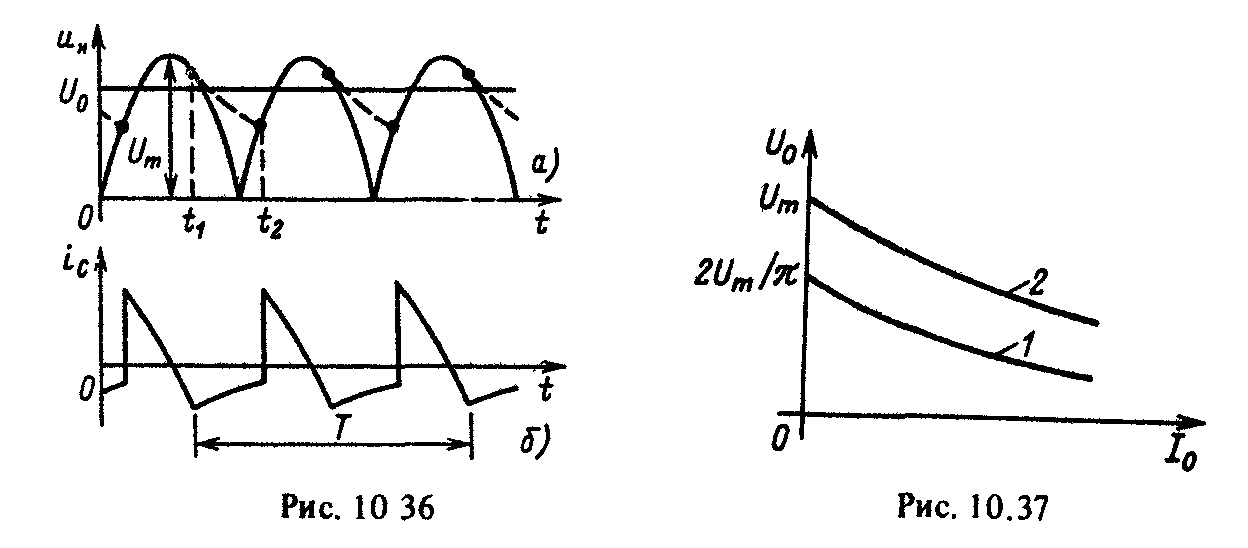 uн
U₀
Uₘ
а)
0
t₁
t₂
t
i_C
0
t
T
б)
Рис. 10 36
U₀
Uₘ
2Uₘ/π
2
1
0
I₀
Рис. 10.37